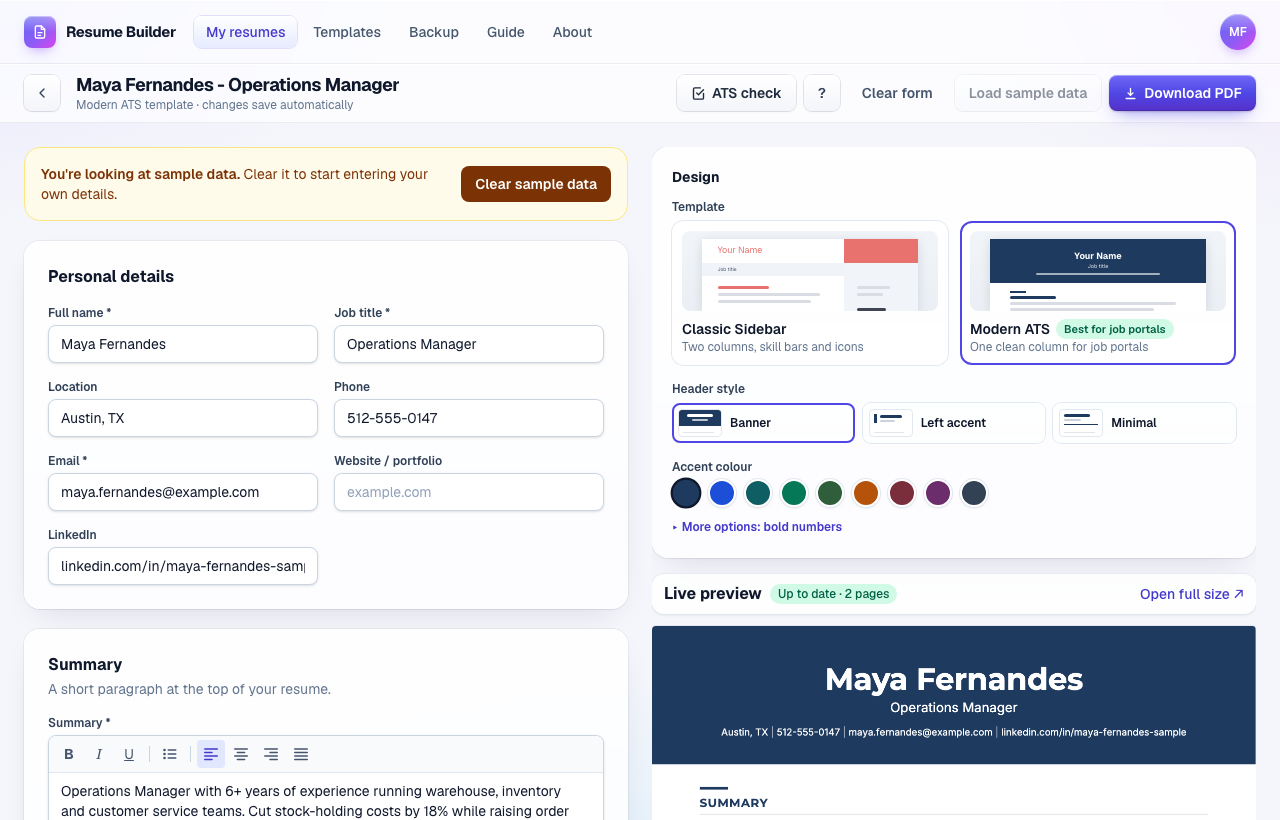 Resume Builder
My resumes
Templates
Backup
Guide
About
MF
Maya Fernandes - Operations Manager
Modern ATS template · changes save automatically
ATS check
?
Clear form
Load sample data
Download PDF
You're looking at sample data. Clear it to start entering your
own details.
Clear sample data
Personal details
Full name *
Maya Fernandes
Job title *
Operations Manager
Location
Austin, TX
Phone
512-555-0147
Email *
maya.fernandes@example.com
Website / portfolio
example.com
LinkedIn
linkedin.com/in/maya-fernandes-sam
Summary
A short paragraph at the top of your resume.
Summary *
B I U
Operations Manager with 6+ years of experience running warehouse, inventory
and customer service teams. Cut stock-holding costs by 18% while raising order
Design
Template
Your Name
Job title
Classic Sidebar
Two columns, skill bars and icons
Your Name
Job title
Modern ATS
Best for job portals
One clean column for job portals
Header style
Banner
Left accent
Minimal
Accent colour
More options: bold numbers
Live preview
Up to date · 2 pages
Open full size ↗
Maya Fernandes
Operations Manager
Austin, TX | 512-555-0147 | maya.fernandes@example.com | linkedin.com/in/maya-fernandes-sample
SUMMARY